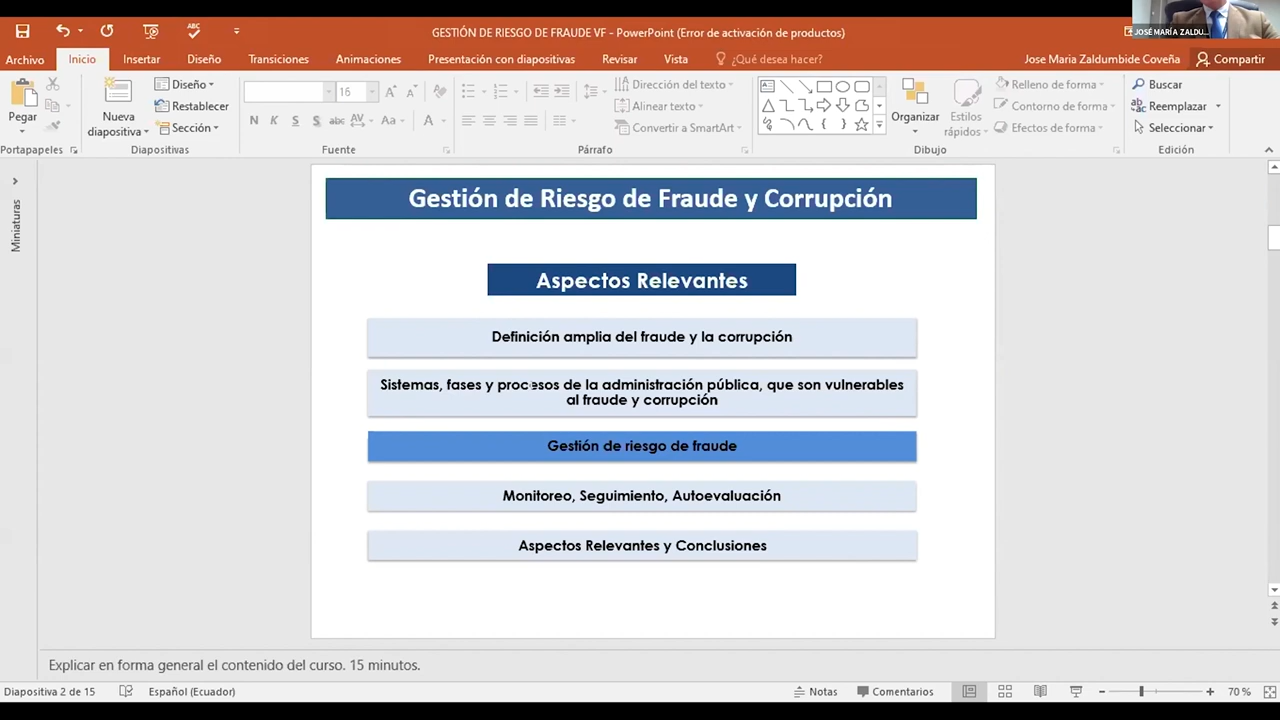 GESTIÓN DE RIESGO DE FRAUDE VF - PowerPoint (Error de activación de productos)
JOSÉ MARÍA ZALDU...
Archivo Inicio Insertar Diseño Transiciones Animaciones Presentación con diapositivas Revisar Vista ¿Qué desea hacer? Jose Maria Zaldumbide Coveña Compartir
Pegar
Nueva diapositiva
Diseño
Restablecer
Sección
16
N K S S abc AV Aa A
Dirección del texto
Alinear texto
Convertir a SmartArt
Organizar
Estilos rápidos
Relleno de forma
Contorno de forma
Efectos de forma
Buscar
Reemplazar
Seleccionar
Portapapeles Diapositivas Fuente Párrafo Dibujo Edición
Miniaturas
Gestión de Riesgo de Fraude y Corrupción
Aspectos Relevantes
Definición amplia del fraude y la corrupción
Sistemas, fases y procesos de la administración pública, que son vulnerables
al fraude y corrupción
Gestión de riesgo de fraude
Monitoreo, Seguimiento, Autoevaluación
Aspectos Relevantes y Conclusiones
Explicar en forma general el contenido del curso. 15 minutos.
Diapositiva 2 de 15 Español (Ecuador) Notas Comentarios 70 %